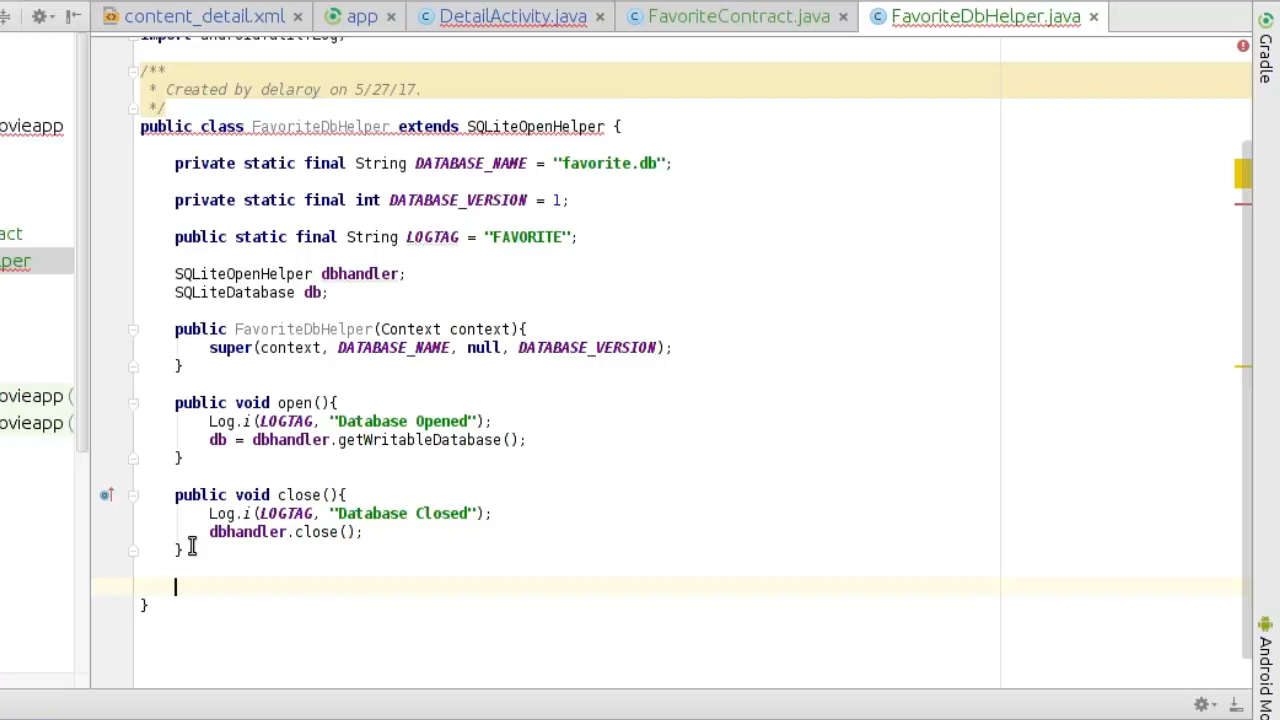 content_detail.xml
app
DetailActivity.java
FavoriteContract.java
FavoriteDbHelper.java
/**
* Created by delaroy on 5/27/17.
*/
public class FavoriteDbHelper extends SQLiteOpenHelper {
private static final String DATABASE_NAME = "favorite.db";
private static final int DATABASE_VERSION = 1;
public static final String LOGTAG = "FAVORITE";
SQLiteOpenHelper dbhandler;
SQLiteDatabase db;
public FavoriteDbHelper(Context context){
super(context, DATABASE_NAME, null, DATABASE_VERSION);
}
public void open(){
Log.i(LOGTAG, "Database Opened");
db = dbhandler.getWritableDatabase();
}
public void close(){
Log.i(LOGTAG, "Database Closed");
dbhandler.close();
}
}
ovieapp
act
lper
ovieapp (
ovieapp (
Gradle